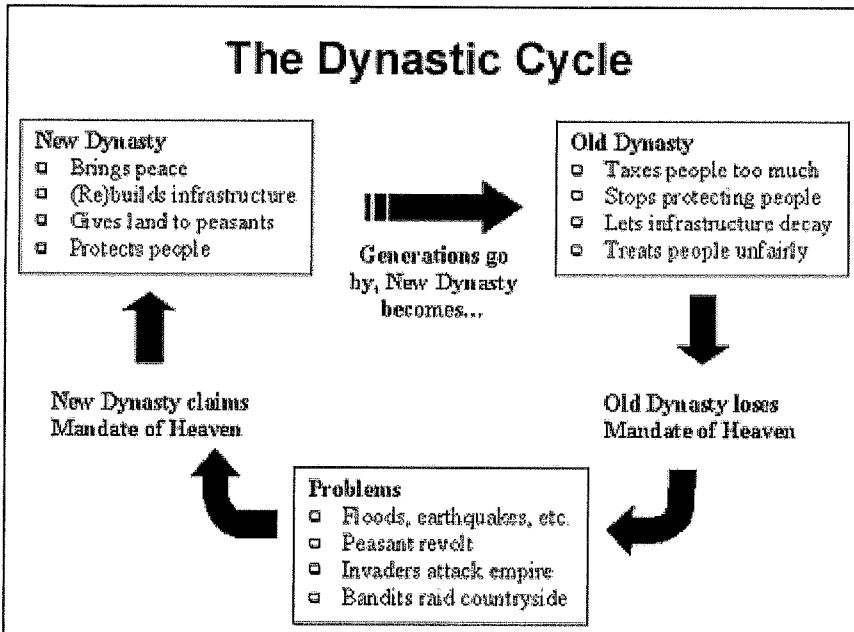 The Dynastic Cycle
New Dynasty
Brings peace
(Re)builds infrastructure
Gives land to peasants
Protects people
Generations go
by, New Dynasty
becomes...
Old Dynasty
Taxes people too much
Stops protecting people
Lets infrastructure decay
Treats people unfairly
Old Dynasty loses
Mandate of Heaven
Problems
Floods, earthquakes, etc.
Peasant revolt
Invaders attack empire
Bandits raid countryside
New Dynasty claims
Mandate of Heaven